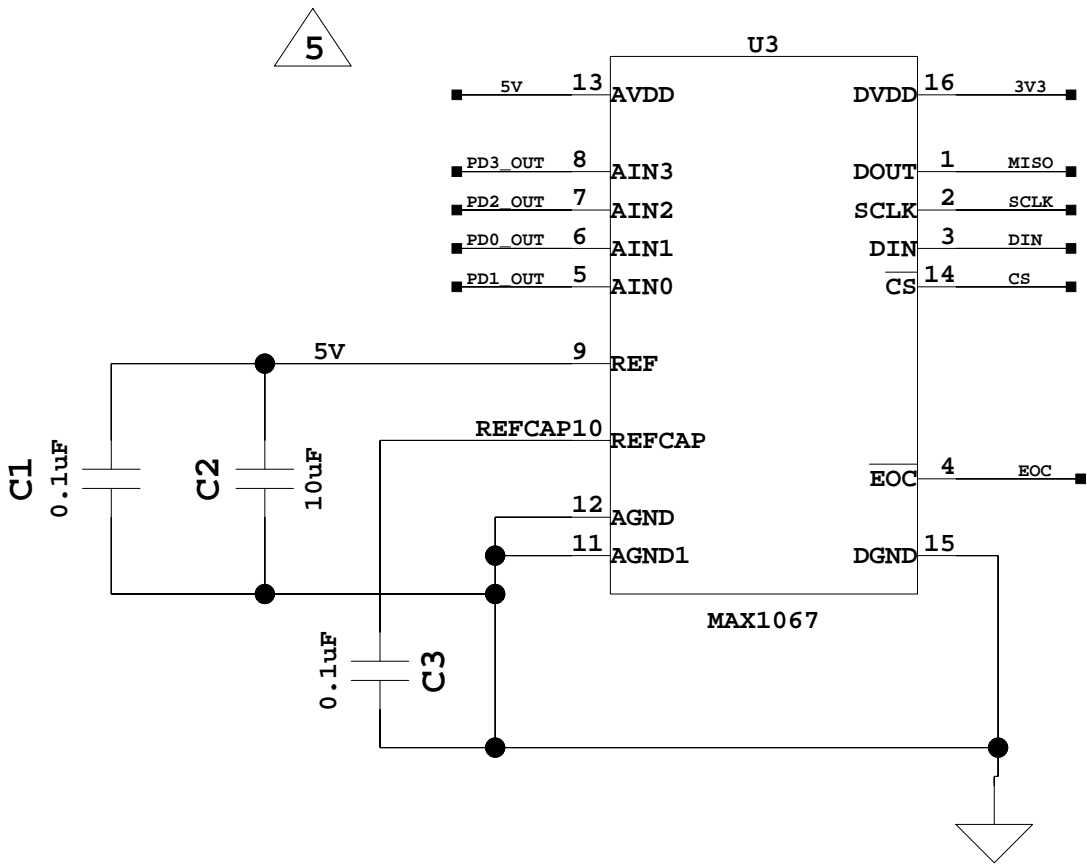 5
U3
5V 13 AVDD DVDD 16 3V3
PD3_OUT 8 AIN3 DOUT 1 MISO
PD2_OUT 7 AIN2 SCLK 2 SCLK
PD0_OUT 6 AIN1 DIN 3 DIN
PD1_OUT 5 AIN0 CS 14 CS
5V 9 REF
REFCAP 10 REFCAP
C1 0.1uF C2 10uF
EOC 4 EOC
12 AGND
11 AGND1 DGND 15
MAX1067
0.1uF C3